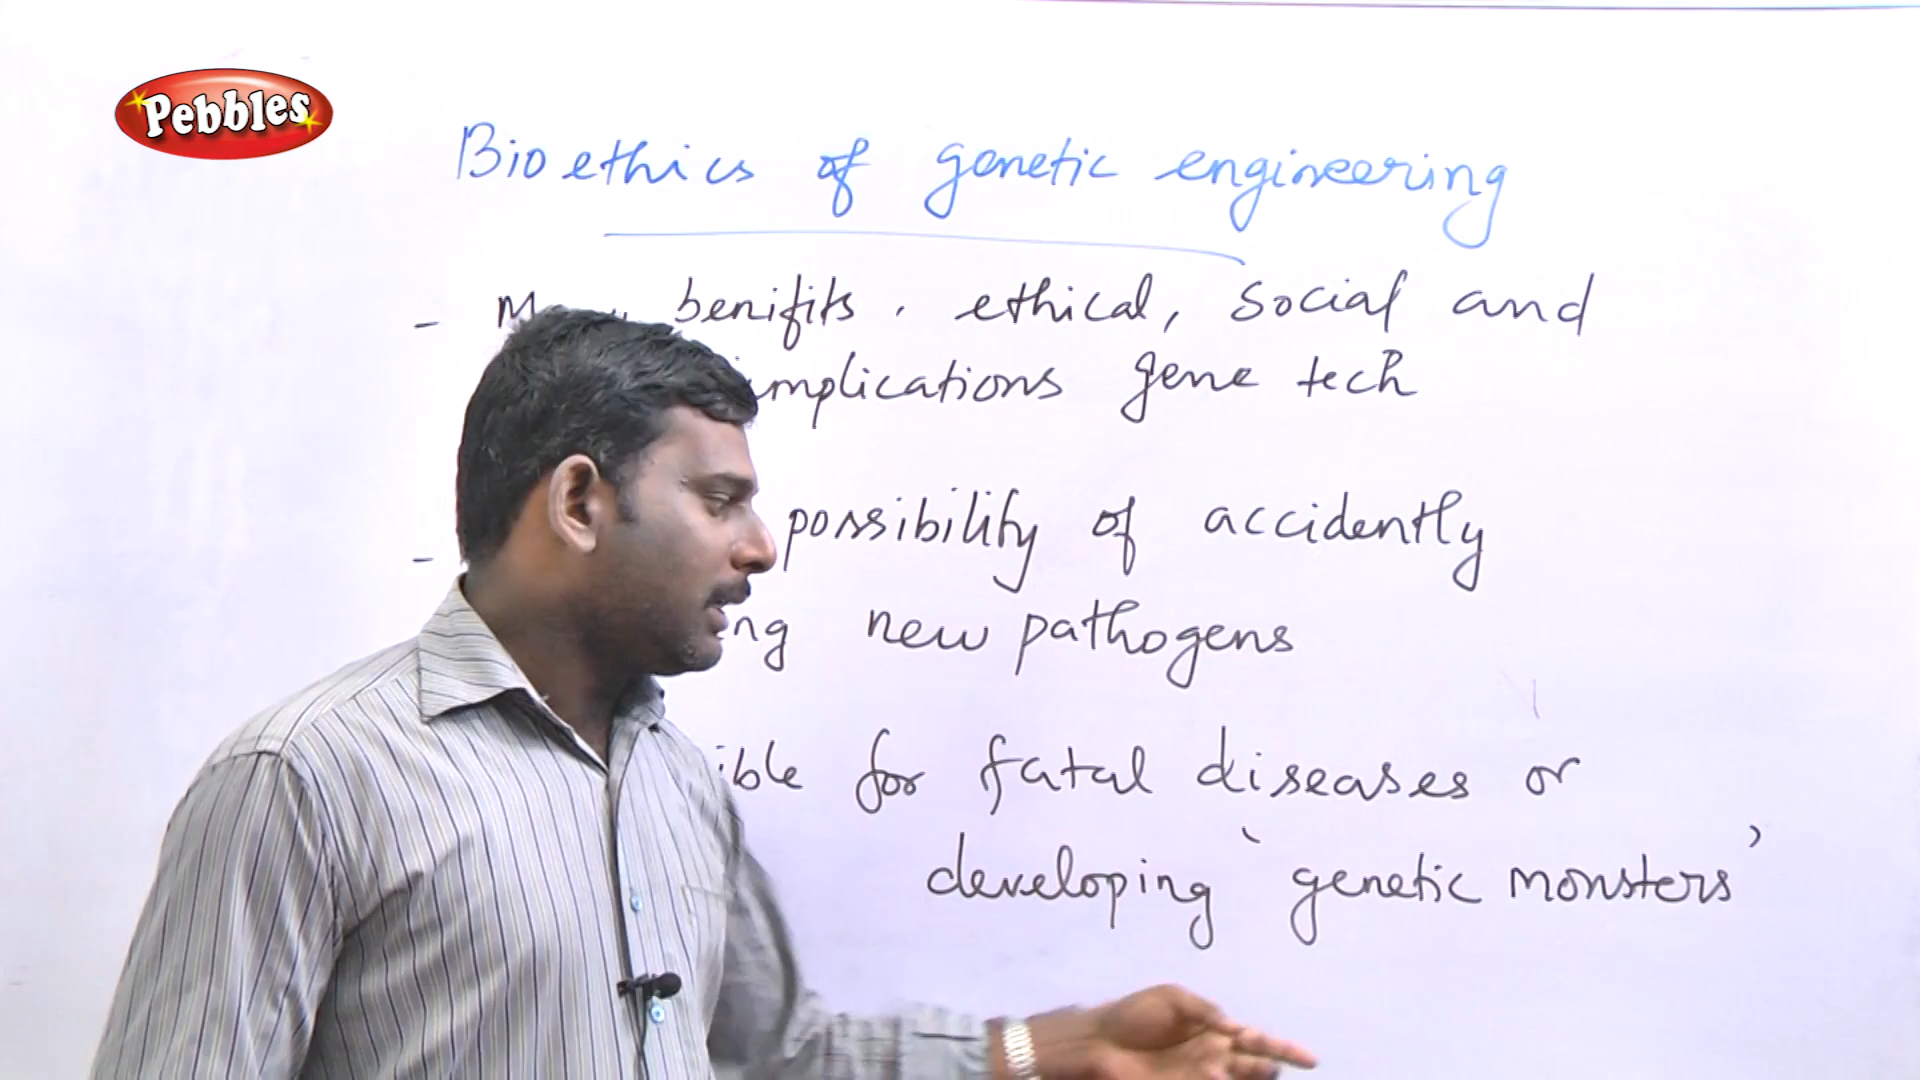 Pebbles
Bioethics of genetic engineering
- benifits. ethical, social and
implications gene tech
- possibility of accidently
new pathogens
for fatal diseases or
developing 'genetic monsters'